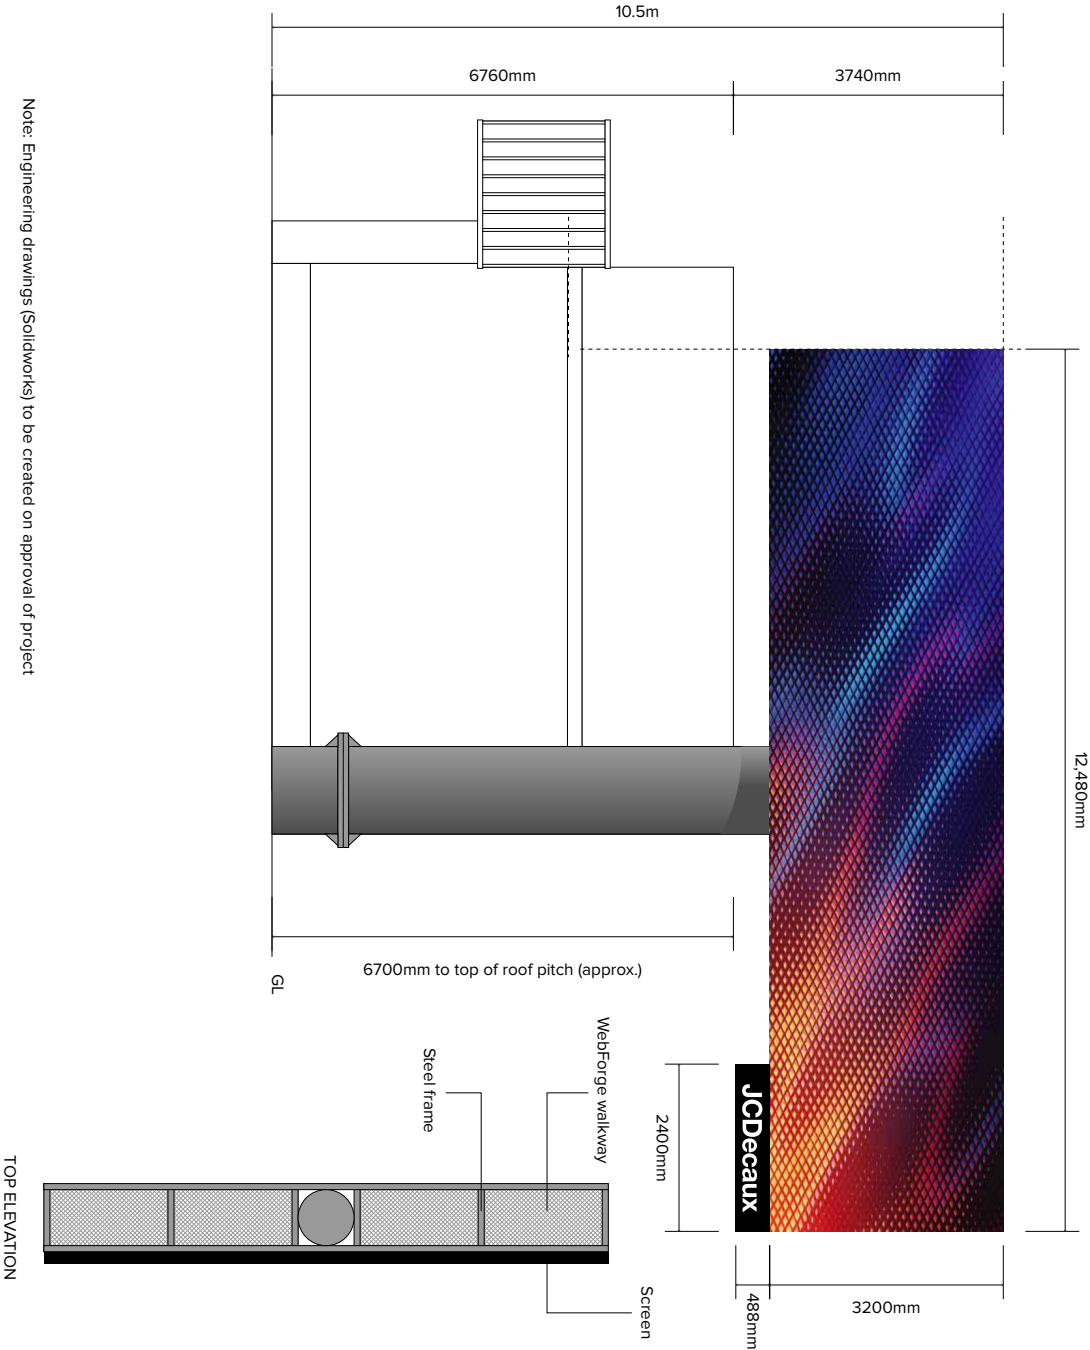 10.5m
6760mm
3740mm
Note: Engineering drawings (Solidworks) to be created on approval of project
12,480mm
6700mm to top of roof pitch (approx.)
GL
WebForge walkway
Steel frame
2400mm
JCDecaux
TOP ELEVATION
Screen
488mm
3200mm